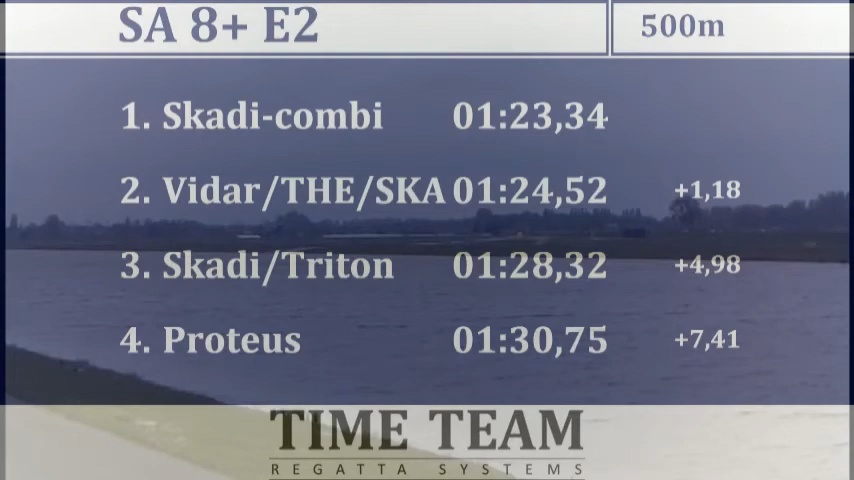 SA 8+ E2 500m
1. Skadi-combi 01:23,34
2. Vidar/THE/SKA 01:24,52 +1,18
3. Skadi/Triton 01:28,32 +4,98
4. Proteus 01:30,75 +7,41
TIME TEAM
REGATTA SYSTEMS